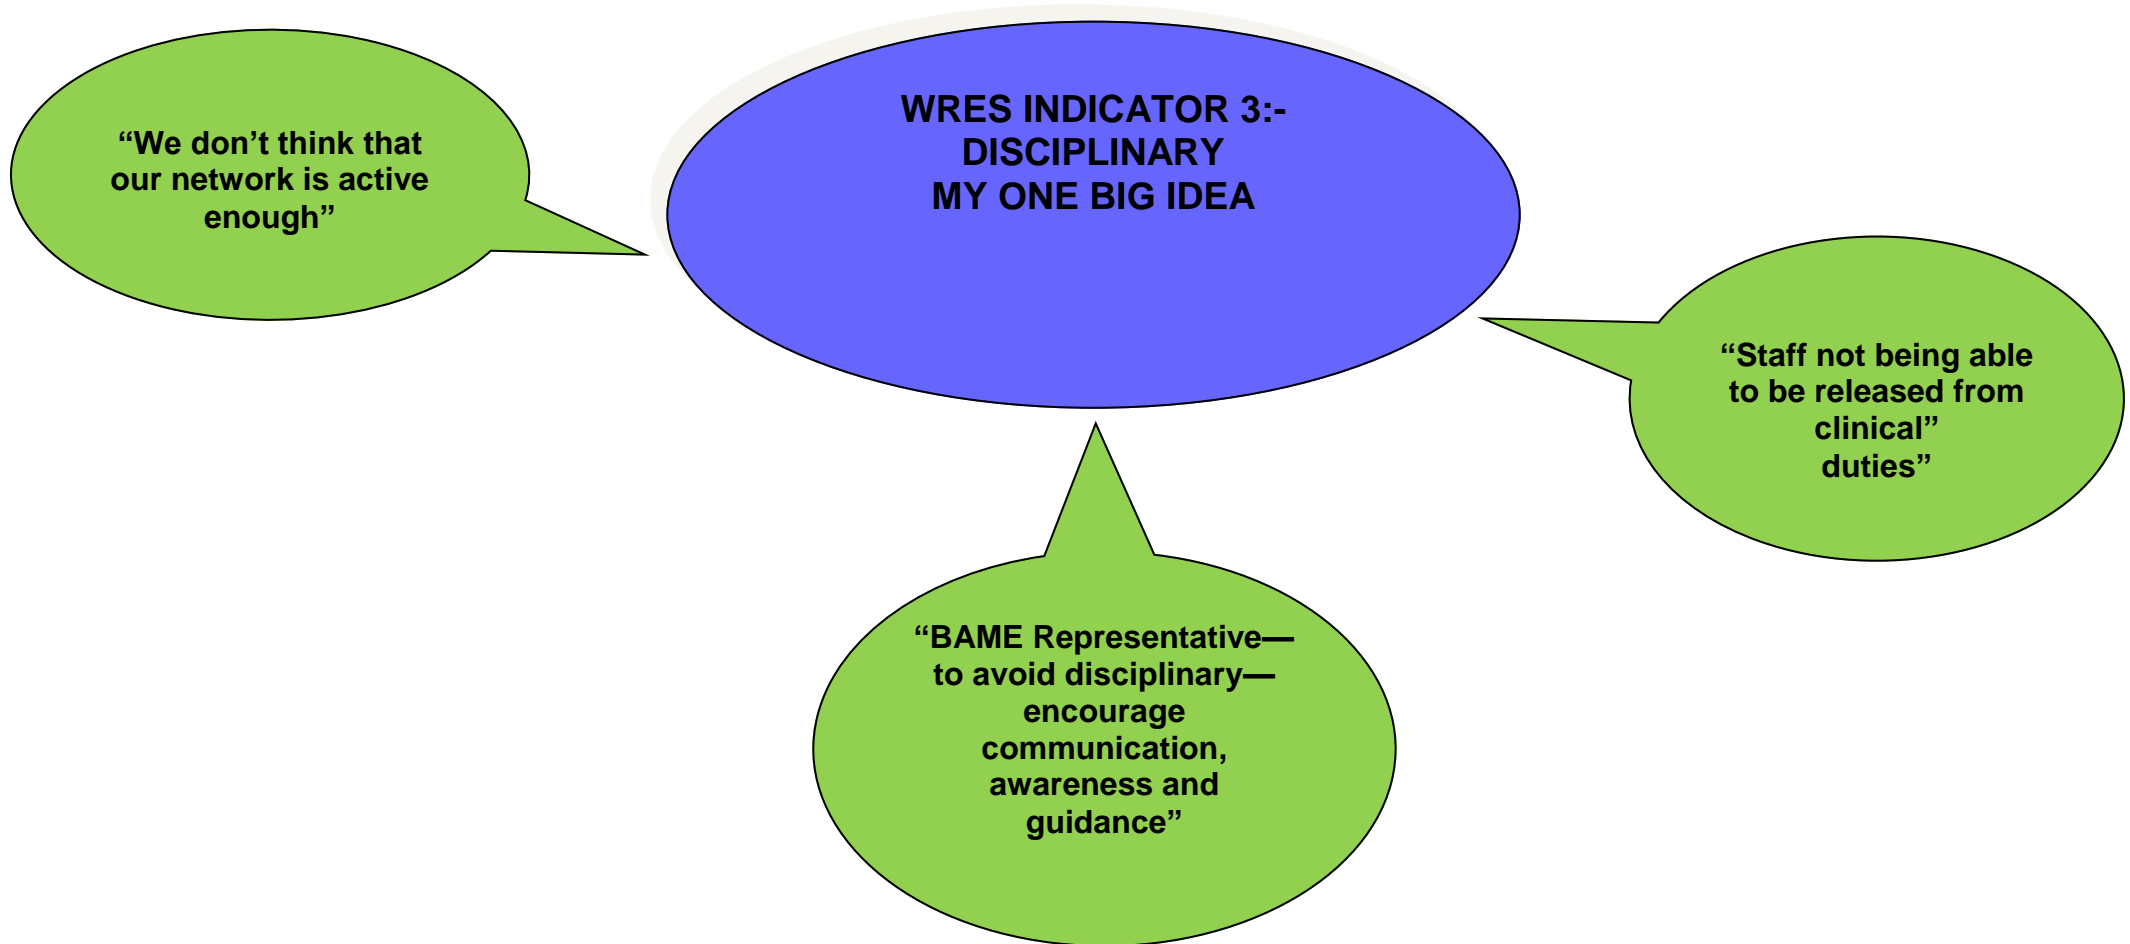 WRES INDICATOR 3:-
DISCIPLINARY
MY ONE BIG IDEA
“We don’t think that
our network is active
enough”
“Staff not being able
to be released from
clinical”
duties”
“BAME Representative—
to avoid disciplinary—
encourage
communication,
awareness and
guidance”